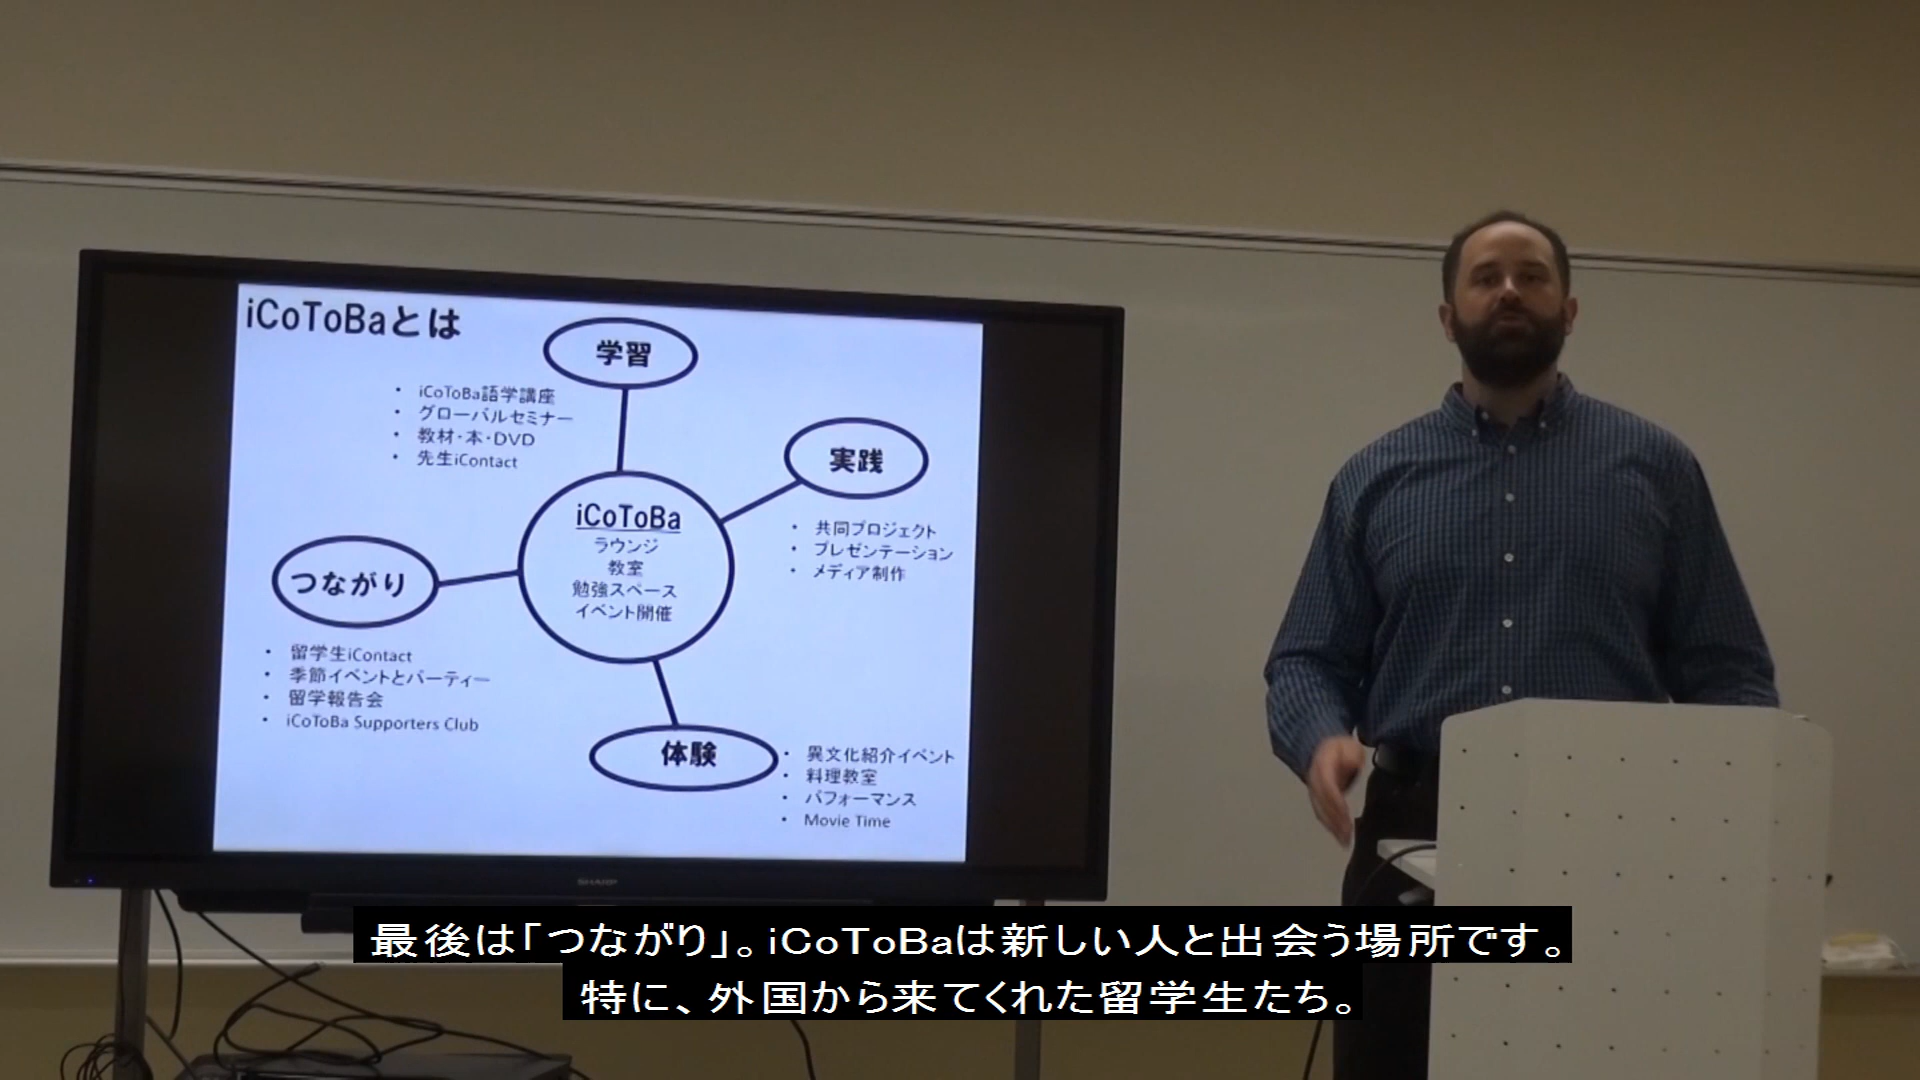 iCoToBaとは
学習
• iCoToBa語学講座
• グローバルセミナー
• 教材・本・DVD
• 先生iContact
実践
• 共同プロジェクト
• プレゼンテーション
• メディア制作
iCoToBa
ラウンジ
教室
勉強スペース
イベント開催
つながり
• 留学生iContact
• 季節イベントとパーティー
• 留学報告会
• iCoToBa Supporters Club
体験
• 異文化紹介イベント
• 料理教室
• パフォーマンス
• Movie Time
SHARP
最後は「つながり」。iCoToBaは新しい人と出会う場所です。
特に、外国から来てくれた留学生たち。